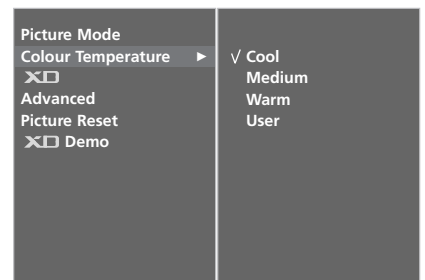 Picture Mode
Colour Temperature ►
XD
Advanced
Picture Reset
XD Demo
√ Cool
Medium
Warm
User